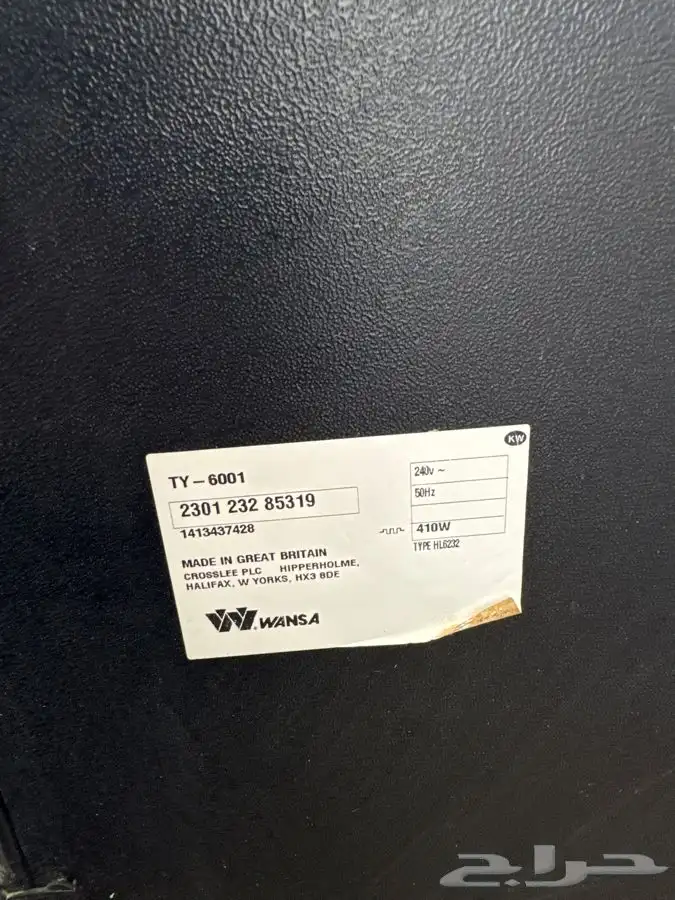 KW
TY-6001
240v ~
2301 232 85319
50Hz
1413437428
410W
TYPE HL6232
MADE IN GREAT BRITAIN
CROSSLEE PLC HIPPERHOLME,
HALIFAX, W YORKS, HX3 8DE
W. WANSA
حراج